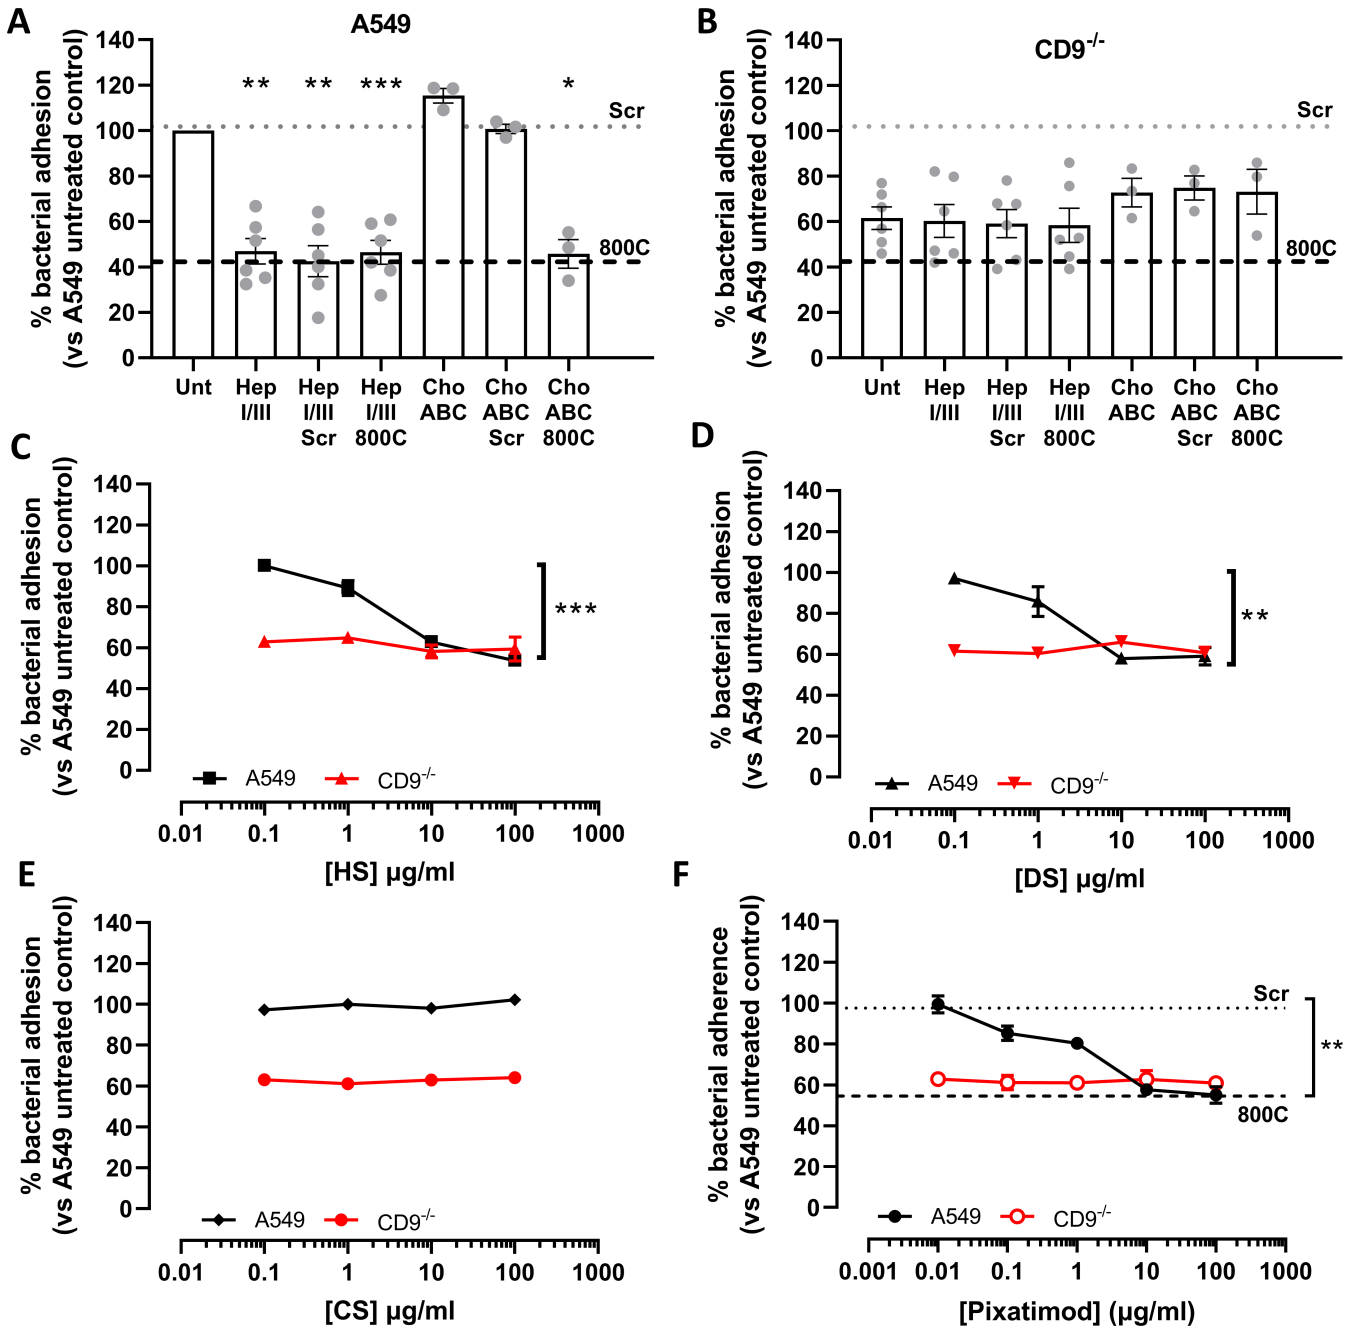 A
A549
% bacterial adhesion
(vs A549 untreated control)
140
120
100
80
60
40
20
0
**
**
***
*
Scr
800C
Unt
Hep
I/III
Hep
I/III
Scr
Hep
I/III
800C
Cho
ABC
Cho
ABC
Scr
Cho
ABC
800C
B
CD9-/-
% bacterial adhesion
(vs A549 untreated control)
140
120
100
80
60
40
20
0
Scr
800C
Unt
Hep
I/III
Hep
I/III
Scr
Hep
I/III
800C
Cho
ABC
Cho
ABC
Scr
Cho
ABC
800C
C
% bacterial adhesion
(vs A549 untreated control)
140
120
100
80
60
40
20
0
***
A549
CD9-/-
0.01 0.1 1 10 100 1000
[HS] µg/ml
D
% bacterial adhesion
(vs A549 untreated control)
140
120
100
80
60
40
20
0
**
A549
CD9-/-
0.01 0.1 1 10 100 1000
[DS] µg/ml
E
% bacterial adhesion
(vs A549 untreated control)
140
120
100
80
60
40
20
0
A549
CD9-/-
0.01 0.1 1 10 100 1000
[CS] µg/ml
F
% bacterial adherence
(vs A549 untreated control)
140
120
100
80
60
40
20
0
Scr
**
800C
A549
CD9-/-
0.001 0.01 0.1 1 10 100 1000
[Pixatimod] (µg/ml)